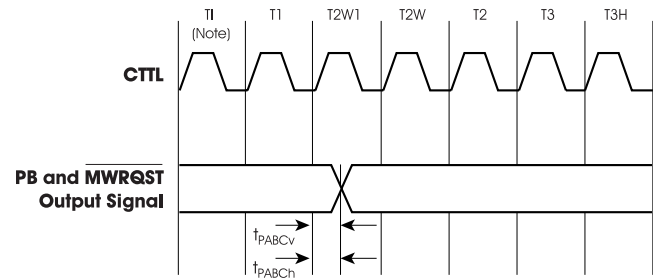 TI T1 T2W1 T2W T2 T3 T3H
(Note)
CTTL
PB and MWRQST
Output Signal
tPABCv
tPABCh